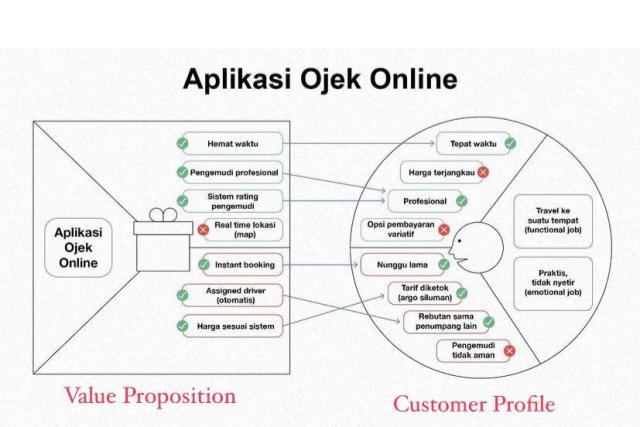 Aplikasi Ojek Online
Aplikasi
Ojek
Online
Hemat waktu
Pengemudi profesional
Sistem rating
pengemudi
Real time lokasi
(map)
Instant booking
Assigned driver
(otomatis)
Harga sesuai sistem
Value Proposition
Tepat waktu
Harga terjangkau
Profesional
Opsi pembayaran
variatif
Nunggu lama
Tarif diketok
(argo siluman)
Rebutan sama
penumpang lain
Pengemudi
tidak aman
Travel ke
suatu tempat
(functional job)
Praktis,
tidak nyetir
(emotional job)
Customer Profile